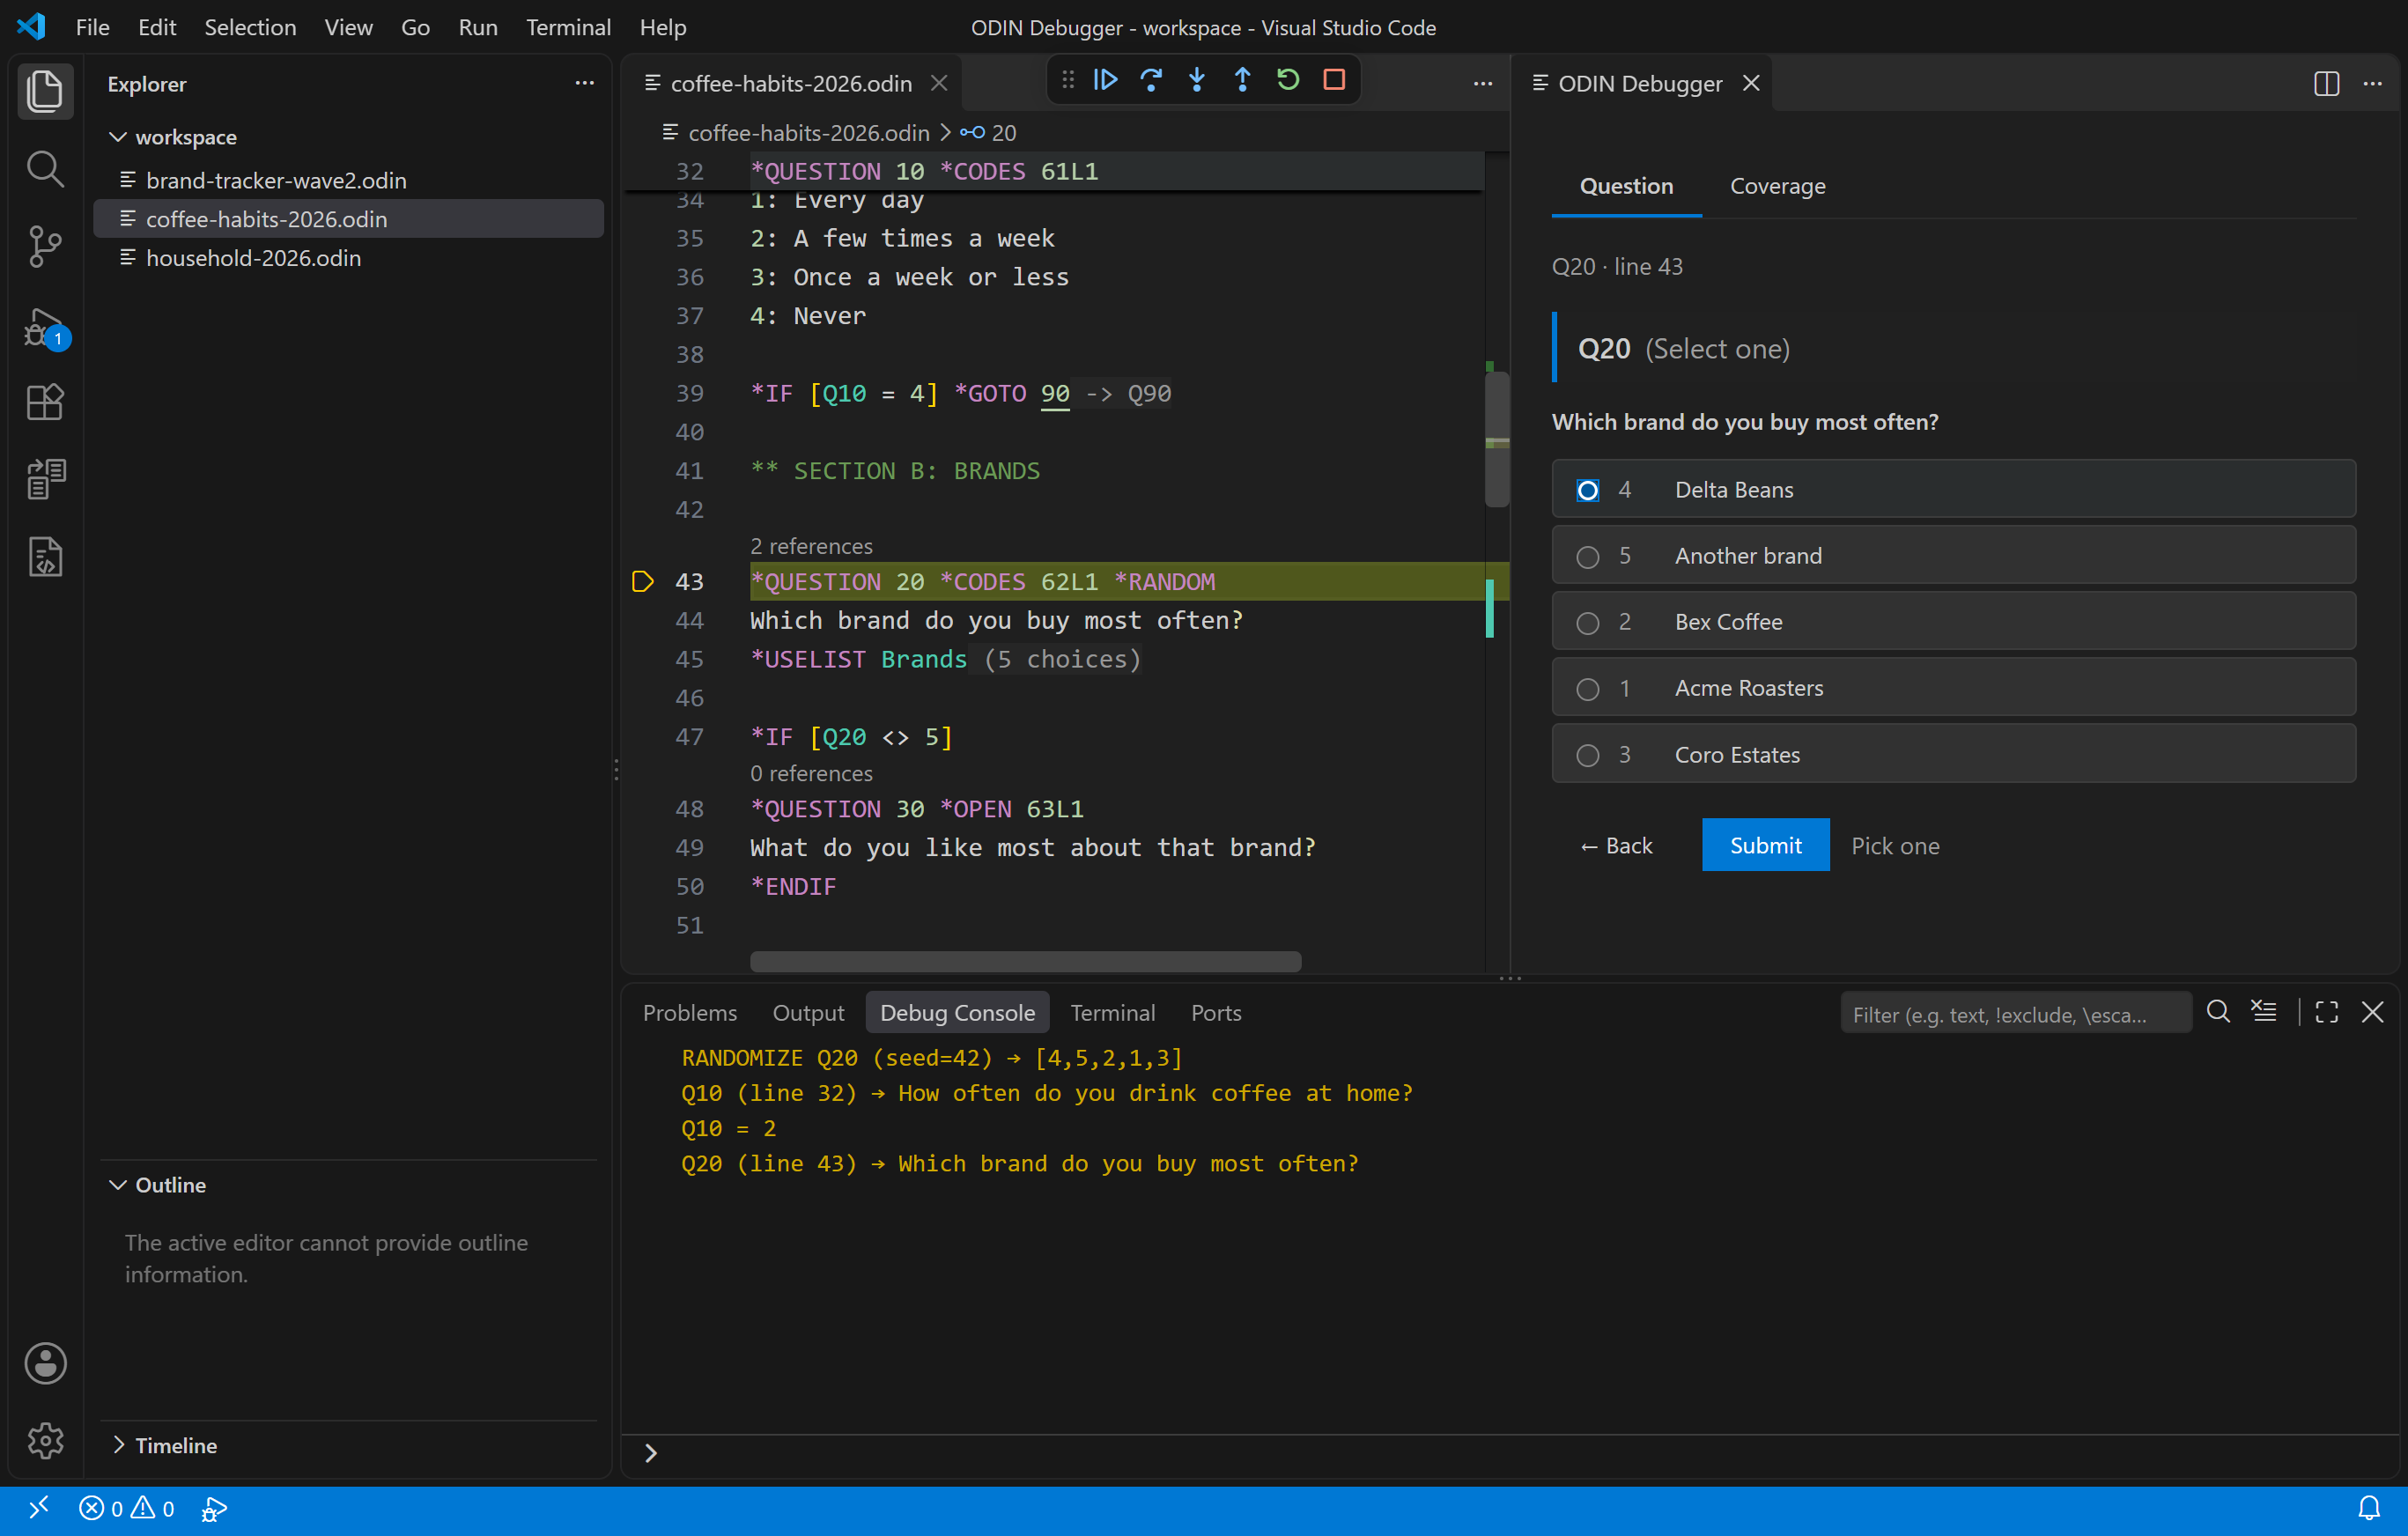 File Edit Selection View Go Run Terminal Help
ODIN Debugger - workspace - Visual Studio Code
Explorer
workspace
brand-tracker-wave2.odin
coffee-habits-2026.odin
household-2026.odin
1
Outline
The active editor cannot provide outline
information.
Timeline
coffee-habits-2026.odin
coffee-habits-2026.odin > 20
32 *QUESTION 10 *CODES 61L1
34 1: Every day
35 2: A few times a week
36 3: Once a week or less
37 4: Never
38
39 *IF [Q10 = 4] *GOTO 90 -> Q90
40
41 ** SECTION B: BRANDS
42
2 references
43 *QUESTION 20 *CODES 62L1 *RANDOM
44 Which brand do you buy most often?
45 *USELIST Brands (5 choices)
46
47 *IF [Q20 <> 5]
0 references
48 *QUESTION 30 *OPEN 63L1
49 What do you like most about that brand?
50 *ENDIF
51
ODIN Debugger
Question Coverage
Q20 · line 43
Q20 (Select one)
Which brand do you buy most often?
4 Delta Beans
5 Another brand
2 Bex Coffee
1 Acme Roasters
3 Coro Estates
← Back Submit Pick one
Problems Output Debug Console Terminal Ports
Filter (e.g. text, !exclude, \esca...
RANDOMIZE Q20 (seed=42) → [4,5,2,1,3]
Q10 (line 32) → How often do you drink coffee at home?
Q10 = 2
Q20 (line 43) → Which brand do you buy most often?
0 0